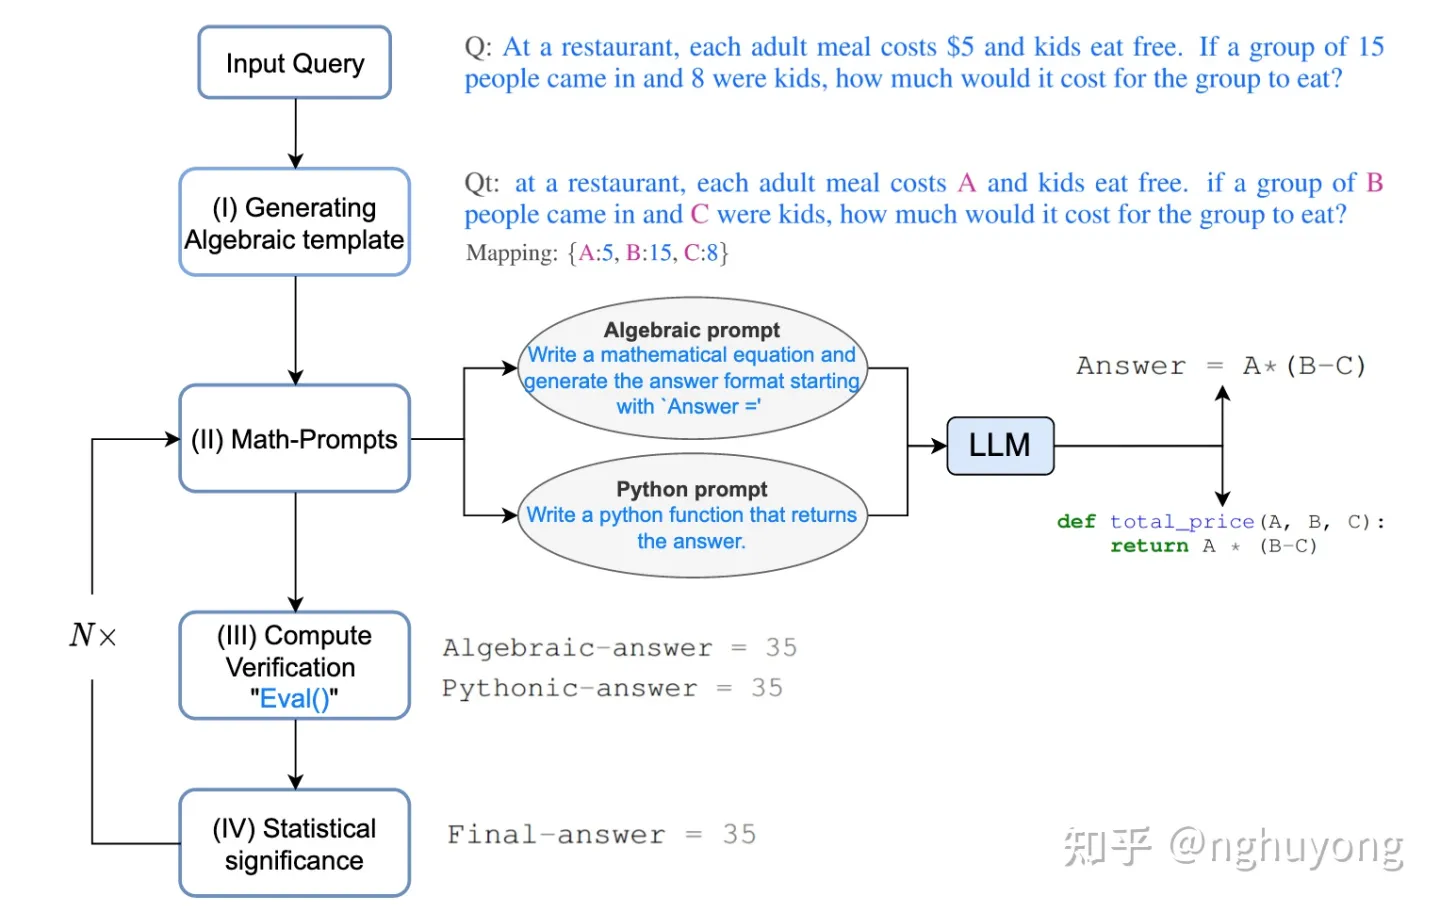 Input Query
Q: At a restaurant, each adult meal costs $5 and kids eat free. If a group of 15
people came in and 8 were kids, how much would it cost for the group to eat?
(I) Generating
Algebraic template
Qt: at a restaurant, each adult meal costs A and kids eat free. if a group of B
people came in and C were kids, how much would it cost for the group to eat?
Mapping: {A:5, B:15, C:8}
(II) Math-Prompts
Algebraic prompt
Write a mathematical equation and
generate the answer format starting
with `Answer ='
Python prompt
Write a python function that returns
the answer.
LLM
Answer = A*(B-C)
def total_price(A, B, C):
return A * (B-C)
N×
(III) Compute
Verification
"Eval()"
Algebraic-answer = 35
Pythonic-answer = 35
(IV) Statistical
significance
Final-answer = 35
知乎 @nghuyong